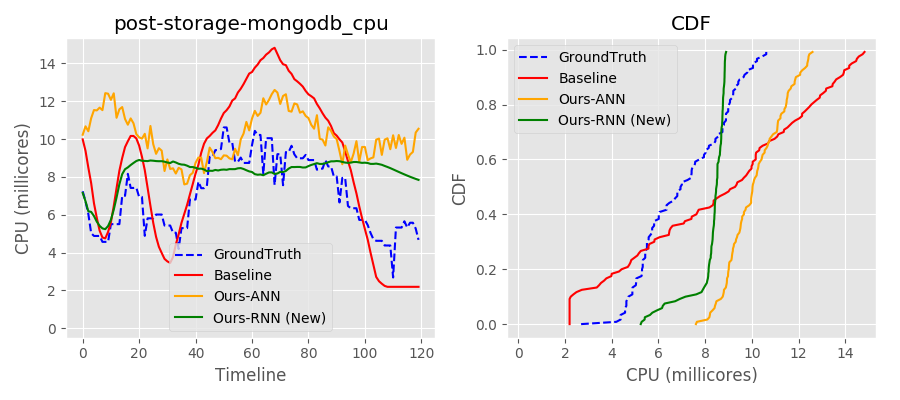 post-storage-mongodb_cpu
CPU (millicores)
14
12
10
8
6
4
2
0
GroundTruth
Baseline
Ours-ANN
Ours-RNN (New)
0
20
40
60
80
100
120
Timeline
CDF
CDF
1.0
0.8
0.6
0.4
0.2
0.0
GroundTruth
Baseline
Ours-ANN
Ours-RNN (New)
0
2
4
6
8
10
12
14
CPU (millicores)